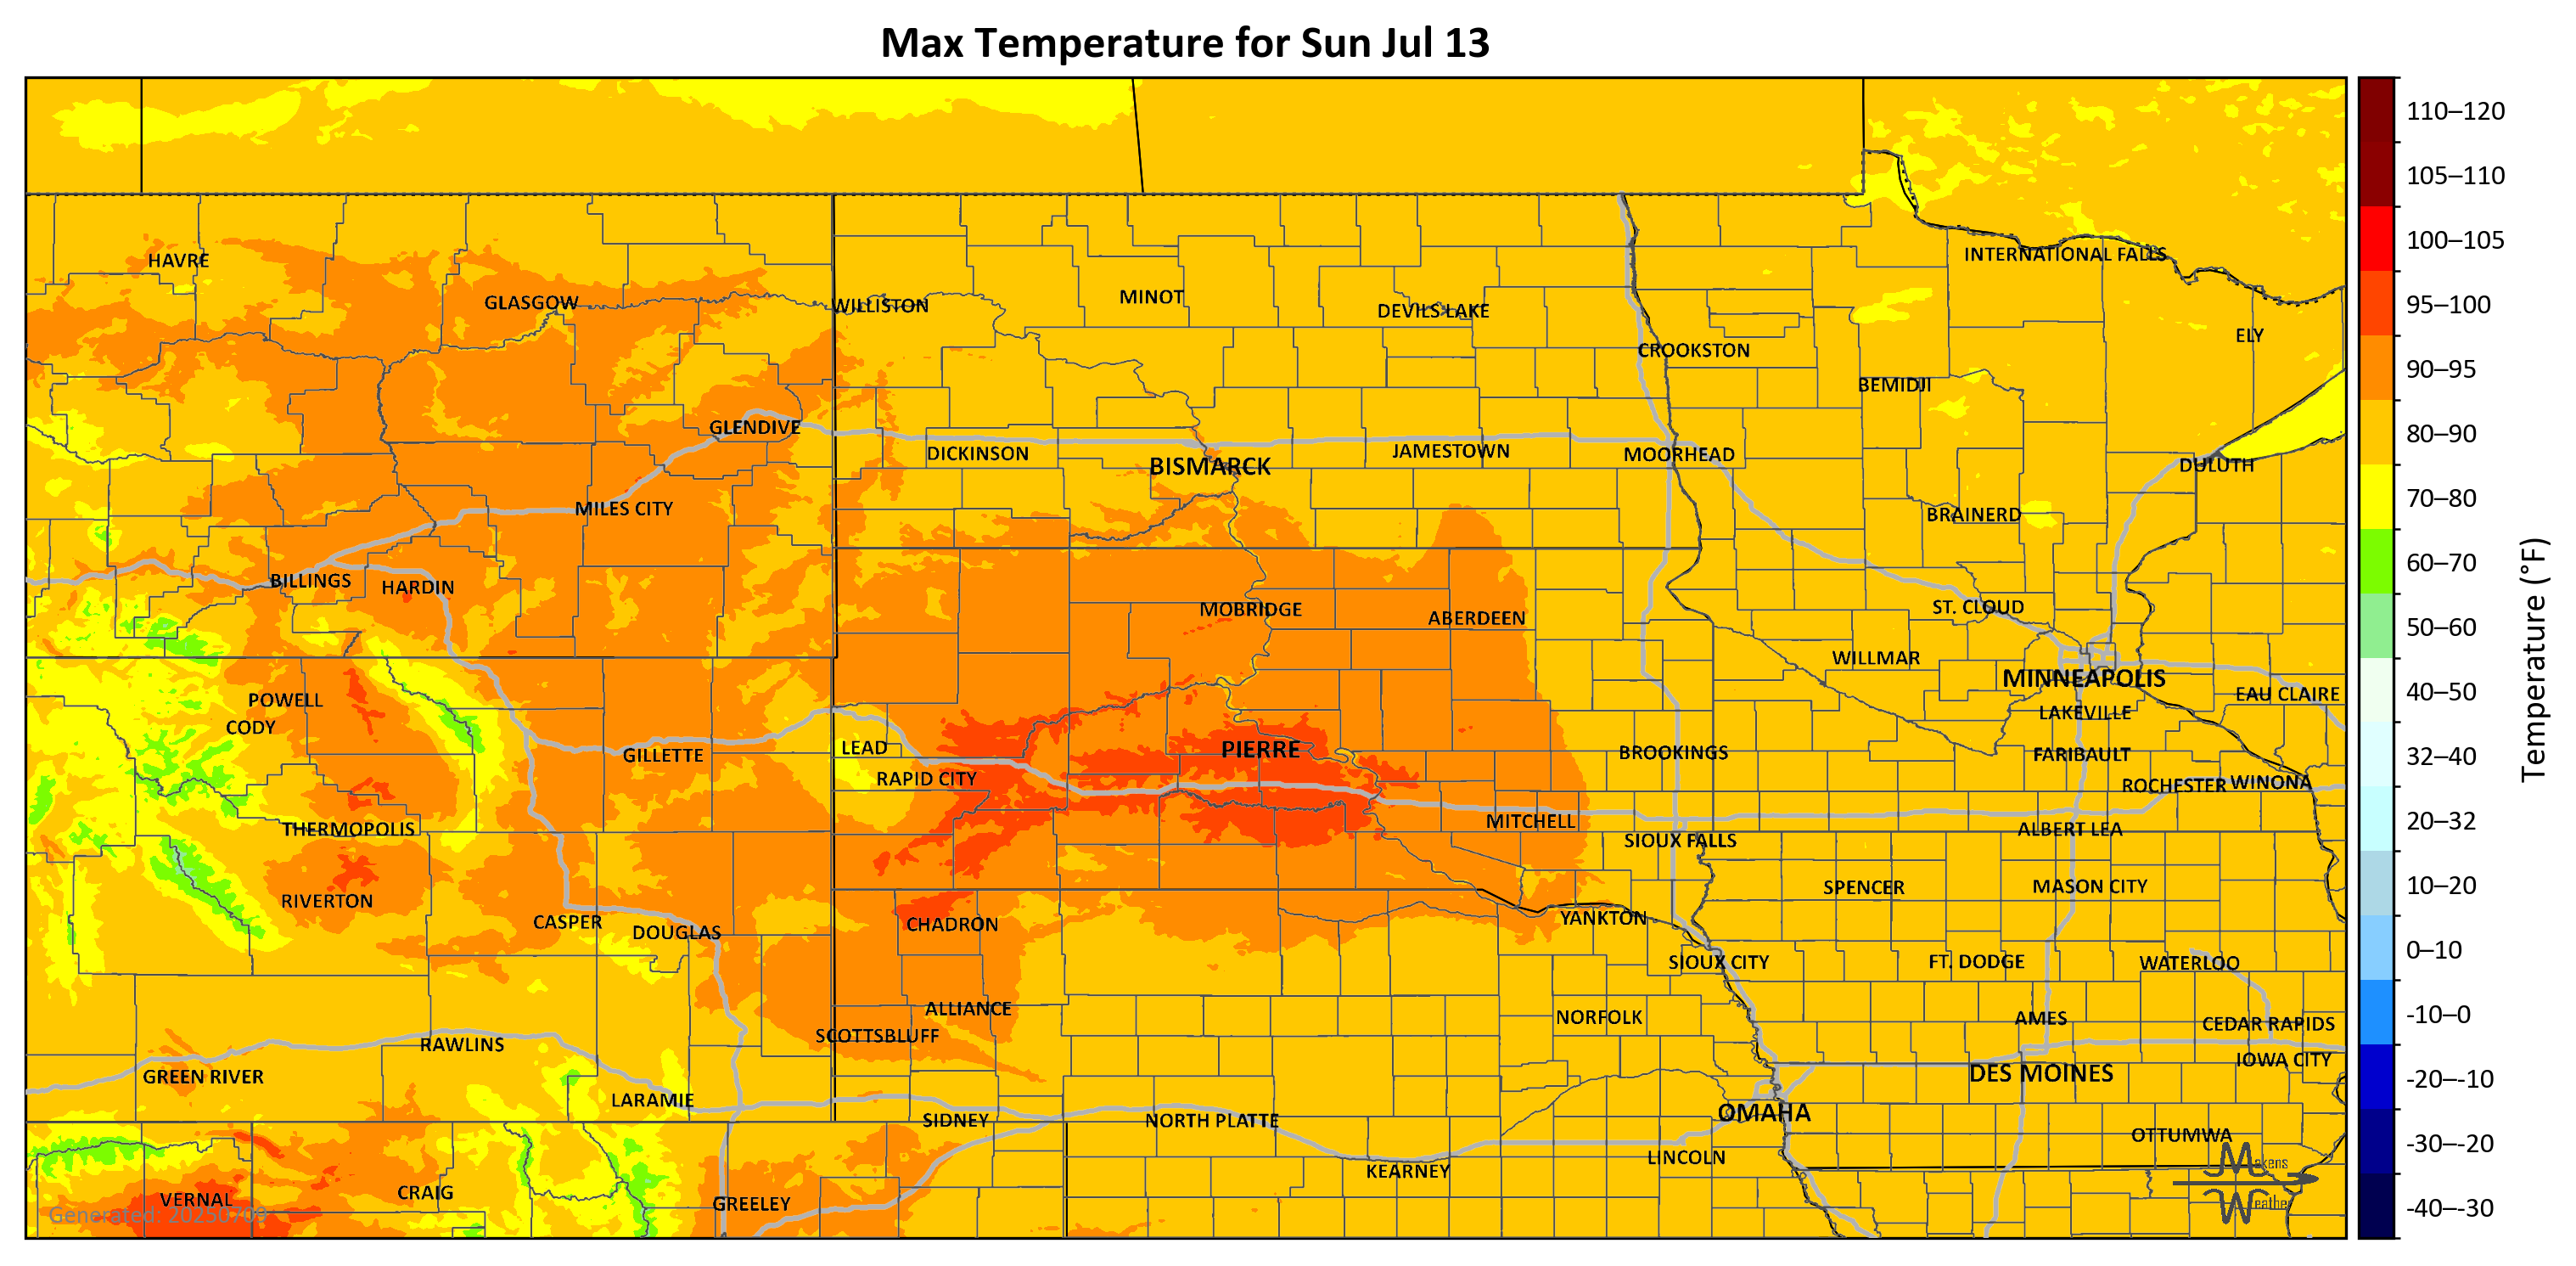 Max Temperature for Sun Jul 13
110–120
105–110
100–105
95–100
90–95
80–90
70–80
60–70
50–60
40–50
32–40
20–32
10–20
0–10
-10–0
-20–-10
-30–-20
-40–-30
Temperature (°F)
HAVRE
INTERNATIONAL FALLS
GLASGOW
WILLISTON
MINOT
DEVILS LAKE
ELY
CROOKSTON
BEMIDJI
GLENDIVE
DICKINSON
BISMARCK
JAMESTOWN
MOORHEAD
DULUTH
MILES CITY
BRAINERD
BILLINGS
HARDIN
MOBRIDGE
ABERDEEN
ST. CLOUD
WILLMAR
MINNEAPOLIS
EAU CLAIRE
POWELL
CODY
LAKEVILLE
GILLETTE
LEAD
PIERRE
BROOKINGS
FARIBAULT
RAPID CITY
ROCHESTER
WINONA
THERMOPOLIS
MITCHELL
SIOUX FALLS
ALBERT LEA
RIVERTON
SPENCER
MASON CITY
CASPER
DOUGLAS
CHADRON
YANKTON
SIOUX CITY
FT. DODGE
WATERLOO
ALLIANCE
SCOTTSBLUFF
NORFOLK
AMES
CEDAR RAPIDS
RAWLINS
IOWA CITY
GREEN RIVER
DES MOINES
LARAMIE
SIDNEY
NORTH PLATTE
OMAHA
OTTUMWA
KEARNEY
LINCOLN
VERNAL
CRAIG
GREELEY
Generated: 20250709
Makens
Weather